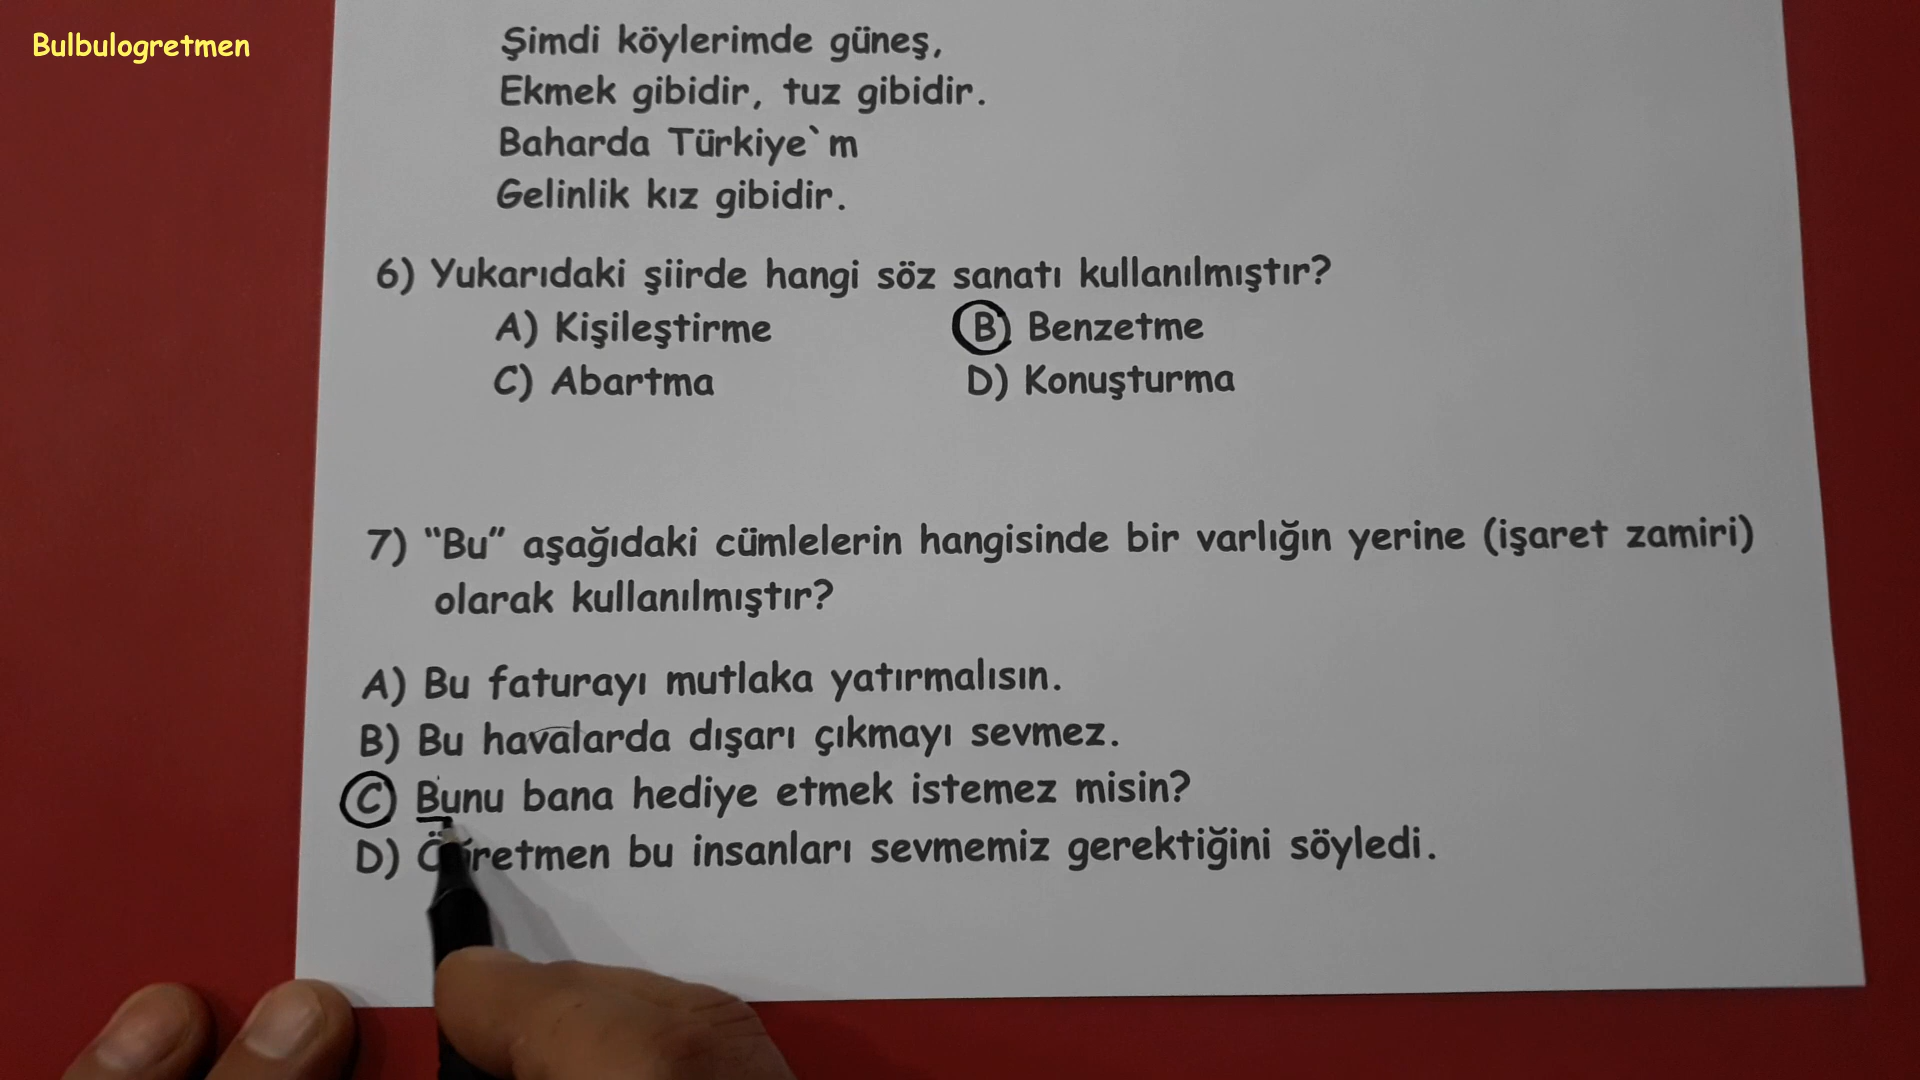 Bulbulogretmen
Şimdi köylerimde güneş,
Ekmek gibidir, tuz gibidir.
Baharda Türkiye`m
Gelinlik kız gibidir.
6) Yukarıdaki şiirde hangi söz sanatı kullanılmıştır?
A) Kişileştirme B) Benzetme
C) Abartma D) Konuşturma
7) “Bu” aşağıdaki cümlelerin hangisinde bir varlığın yerine (işaret zamiri)
olarak kullanılmıştır?
A) Bu faturayı mutlaka yatırmalısın.
B) Bu havalarda dışarı çıkmayı sevmez.
C) Bunu bana hediye etmek istemez misin?
D) Öğretmen bu insanları sevmemiz gerektiğini söyledi.